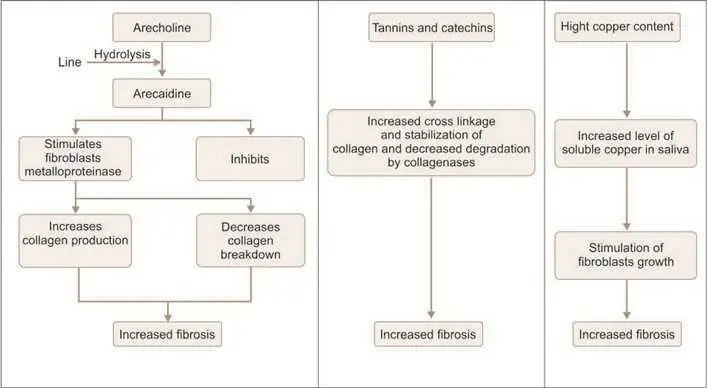 Arecholine
Hydrolysis
Line
Arecaidine
Stimulates
fibroblasts
metalloproteinase
Inhibits
Increases
collagen production
Decreases
collagen
breakdown
Increased fibrosis
Tannins and catechins
Increased cross linkage
and stabilization of
collagen and decreased degradation
by collagenases
Increased fibrosis
Hight copper content
Increased level of
soluble copper in saliva
Stimulation of
fibroblasts growth
Increased fibrosis